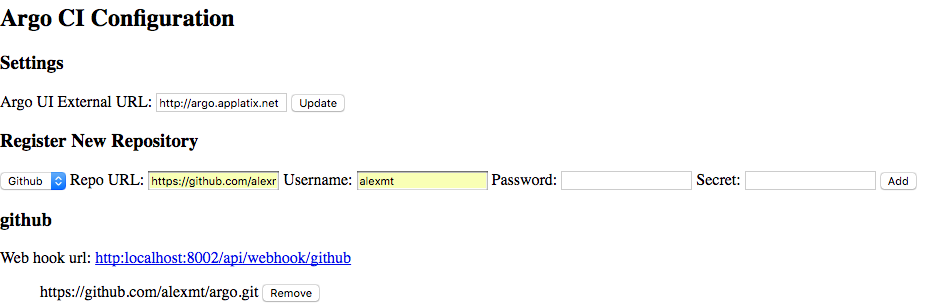 Argo CI Configuration
Settings
Argo UI External URL: http://argo.applatix.net Update
Register New Repository
Github Repo URL: https://github.com/alexr Username: alexmt Password: Secret: Add
github
Web hook url: http:localhost:8002/api/webhook/github
https://github.com/alexmt/argo.git Remove